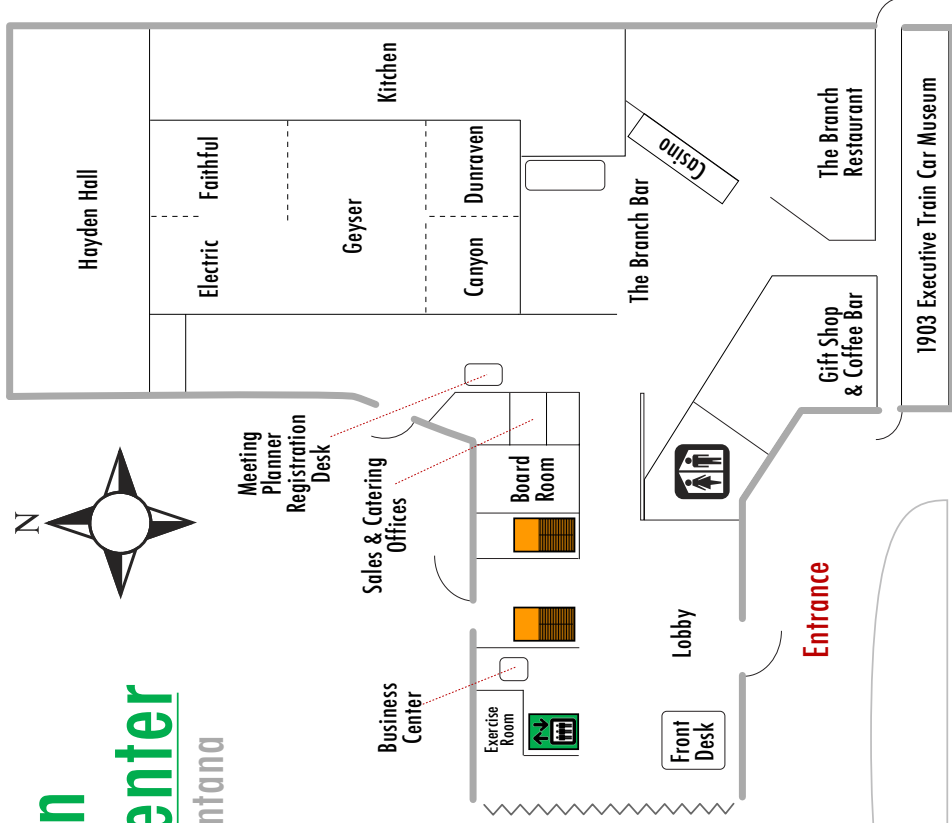 n
enter
ntana
N
Hayden Hall
Electric
Faithful
Kitchen
Geyser
Canyon
Dunraven
Meeting
Planner
Registration
Desk
Sales & Catering
Offices
Board
Room
Business
Center
Exercise
Room
The Branch Bar
Casino
Lobby
Front
Desk
Entrance
Gift Shop
& Coffee Bar
The Branch
Restaurant
1903 Executive Train Car Museum